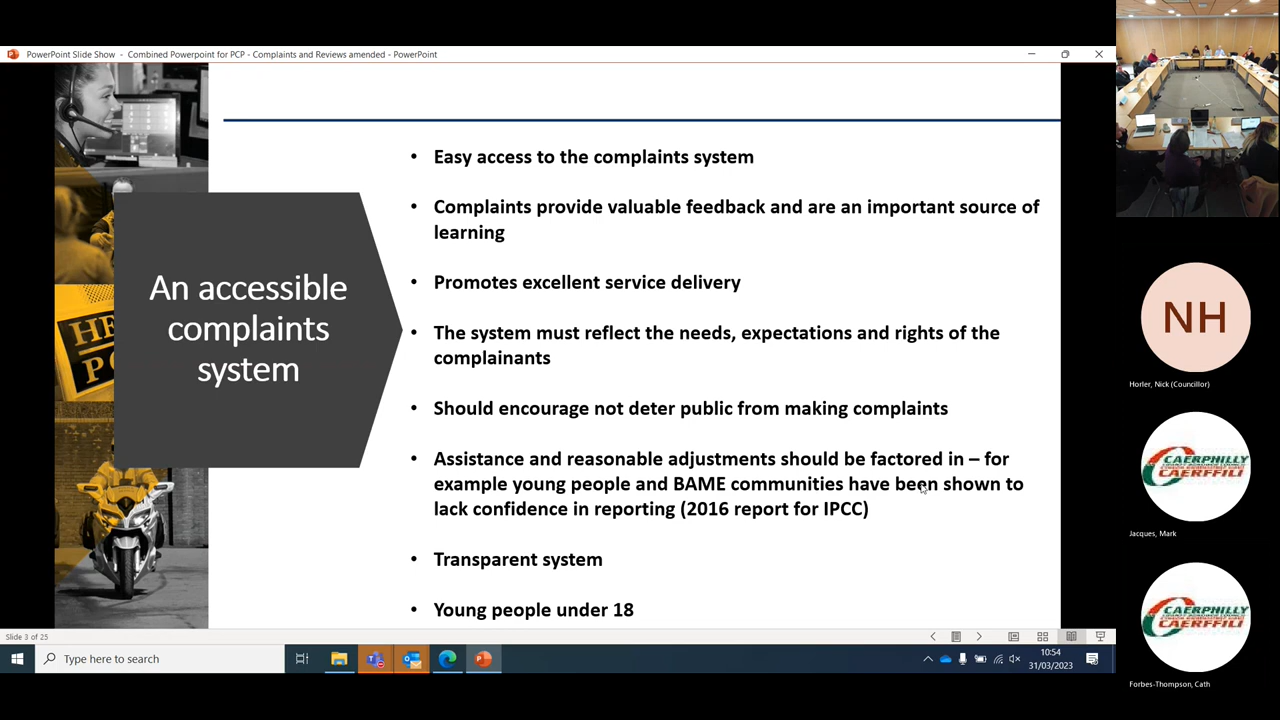 PowerPoint Slide Show - Combined Powerpoint for PCP - Complaints and Reviews amended - PowerPoint
An accessible
complaints
system
• Easy access to the complaints system
• Complaints provide valuable feedback and are an important source of
learning
• Promotes excellent service delivery
• The system must reflect the needs, expectations and rights of the
complainants
• Should encourage not deter public from making complaints
• Assistance and reasonable adjustments should be factored in – for
example young people and BAME communities have been shown to
lack confidence in reporting (2016 report for IPCC)
• Transparent system
• Young people under 18
Slide 3 of 25
Type here to search
10:54
31/03/2023
NH
Horler, Nick (Councillor)
CAERPHILLY
CAERFFILI
Jacques, Mark
CAERPHILLY
CAERFFILI
Forbes-Thompson, Cath